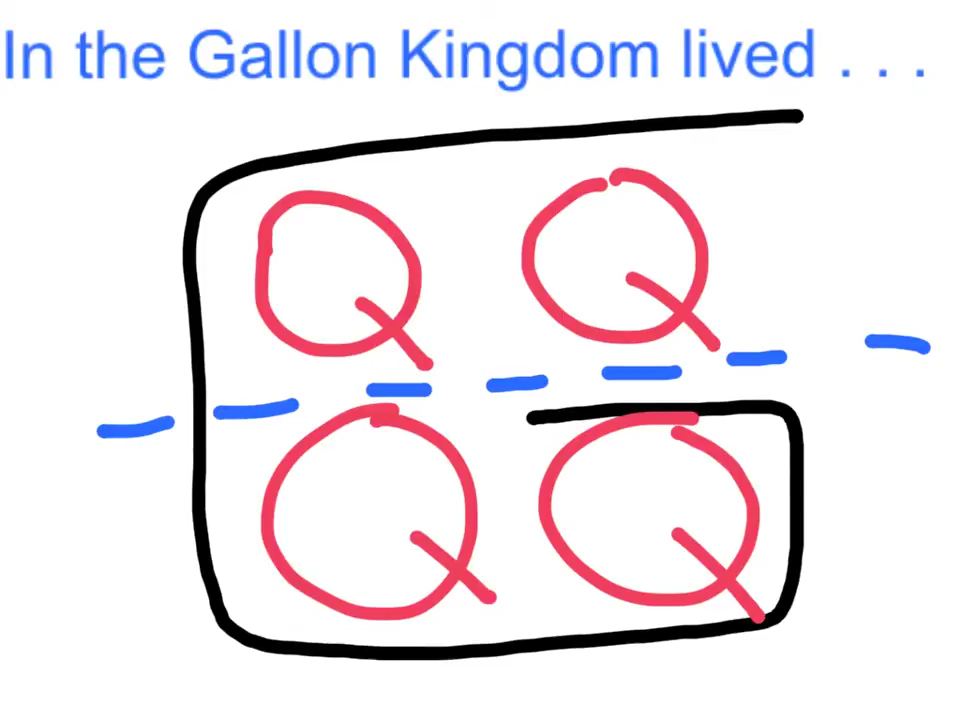 In the Gallon Kingdom lived . . .
G
Q Q
Q Q